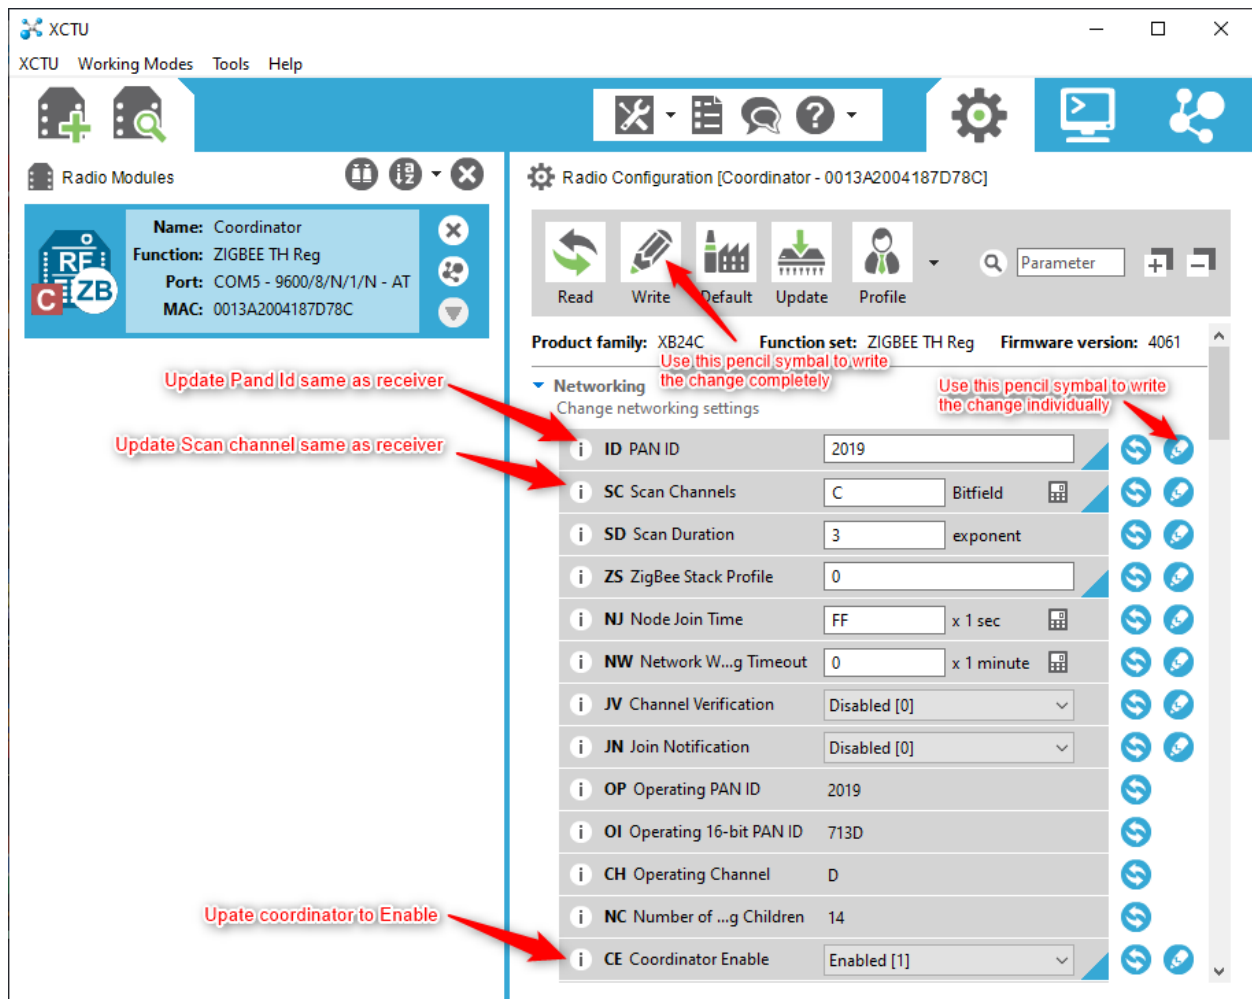 XCTU
XCTU Working Modes Tools Help
Radio Modules
Name: Coordinator
Function: ZIGBEE TH Reg
Port: COM5 - 9600/8/N/1/N - AT
MAC: 0013A2004187D78C
RF
C
ZB
Radio Configuration [Coordinator - 0013A2004187D78C]
Read Write Default Update Profile
Parameter
Product family: XB24C Function set: ZIGBEE TH Reg Firmware version: 4061
Use this pencil symbal to write
the change completely
Use this pencil symbal to write
the change individually
Networking
Change networking settings
Update Pand Id same as receiver
Update Scan channel same as receiver
i ID PAN ID 2019
i SC Scan Channels C Bitfield
i SD Scan Duration 3 exponent
i ZS ZigBee Stack Profile 0
i NJ Node Join Time FF x 1 sec
i NW Network W...g Timeout 0 x 1 minute
i JV Channel Verification Disabled [0]
i JN Join Notification Disabled [0]
i OP Operating PAN ID 2019
i OI Operating 16-bit PAN ID 713D
i CH Operating Channel D
i NC Number of ...g Children 14
Upate coordinator to Enable
i CE Coordinator Enable Enabled [1]